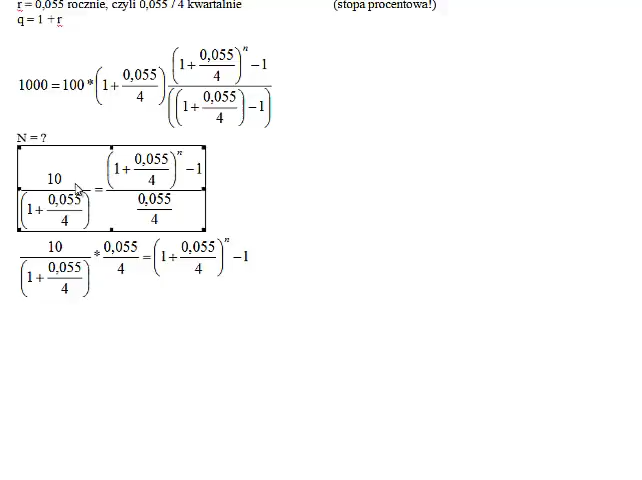 r = 0,055 rocznie, czyli 0,055 / 4 kwartalnie (stopa procentowa!)
q = 1 + r
1000 = 100 * (1 + 0,055/4) ((1 + 0,055/4)^n − 1)/((1 + 0,055/4) − 1)
N = ?
10/(1 + 0,055/4) = ((1 + 0,055/4)^n − 1)/(0,055/4)
10/(1 + 0,055/4) * 0,055/4 = (1 + 0,055/4)^n − 1